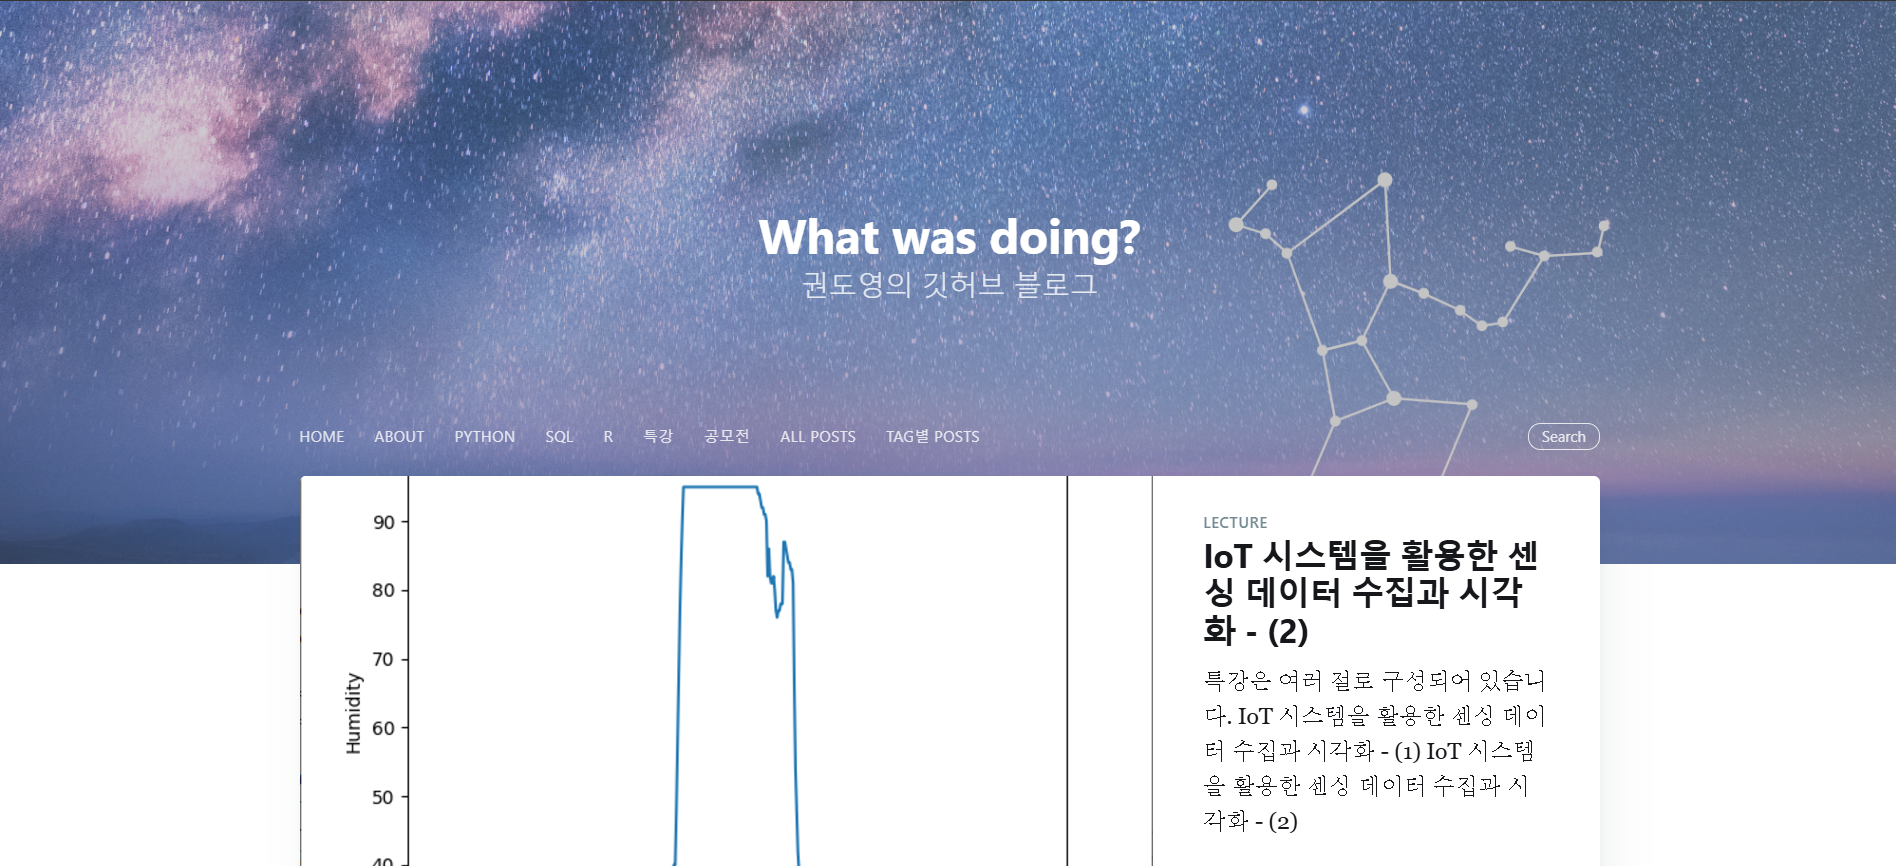 What was doing?
권도영의 깃허브 블로그
HOME ABOUT PYTHON SQL R 특강 공모전 ALL POSTS TAG별 POSTS Search
90
80
70
60
50
40
Humidity
LECTURE
IoT 시스템을 활용한 센
싱 데이터 수집과 시각
화 - (2)
특강은 여러 절로 구성되어 있습니
다. IoT 시스템을 활용한 센싱 데이
터 수집과 시각화 - (1) IoT 시스템
을 활용한 센싱 데이터 수집과 시
각화 - (2)